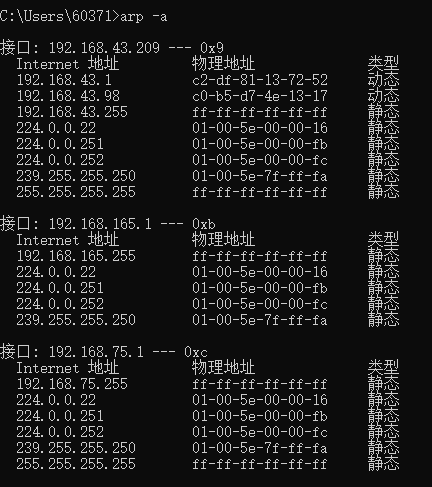 C:\Users\60371>arp -a
接口: 192.168.43.209 --- 0x9
Internet 地址 物理地址 类型
192.168.43.1 c2-df-81-13-72-52 动态
192.168.43.98 c0-b5-d7-4e-13-17 动态
192.168.43.255 ff-ff-ff-ff-ff-ff 静态
224.0.0.22 01-00-5e-00-00-16 静态
224.0.0.251 01-00-5e-00-00-fb 静态
224.0.0.252 01-00-5e-00-00-fc 静态
239.255.255.250 01-00-5e-7f-ff-fa 静态
255.255.255.255 ff-ff-ff-ff-ff-ff 静态
接口: 192.168.165.1 --- 0xb
Internet 地址 物理地址 类型
192.168.165.255 ff-ff-ff-ff-ff-ff 静态
224.0.0.22 01-00-5e-00-00-16 静态
224.0.0.251 01-00-5e-00-00-fb 静态
224.0.0.252 01-00-5e-00-00-fc 静态
239.255.255.250 01-00-5e-7f-ff-fa 静态
接口: 192.168.75.1 --- 0xc
Internet 地址 物理地址 类型
192.168.75.255 ff-ff-ff-ff-ff-ff 静态
224.0.0.22 01-00-5e-00-00-16 静态
224.0.0.251 01-00-5e-00-00-fb 静态
224.0.0.252 01-00-5e-00-00-fc 静态
239.255.255.250 01-00-5e-7f-ff-fa 静态
255.255.255.255 ff-ff-ff-ff-ff-ff 静态